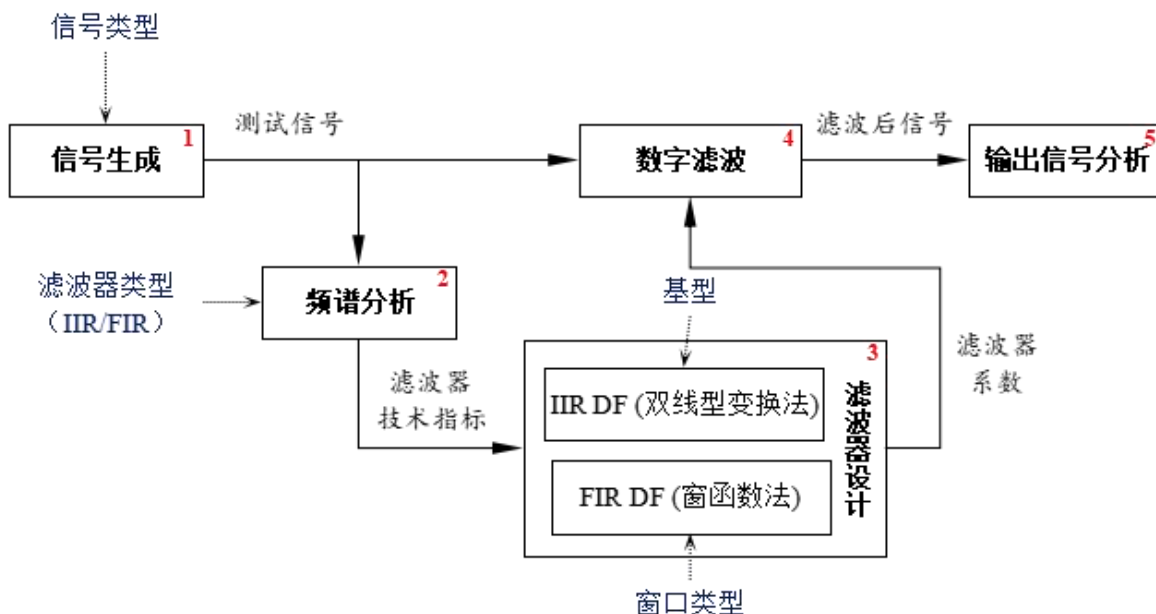 信号类型
1
信号生成
测试信号
4
数字滤波
滤波后信号
5
输出信号分析
滤波器类型
（IIR/FIR）
2
频谱分析
基型
滤波器
技术指标
3
IIR DF (双线型变换法)
FIR DF (窗函数法)
滤波器设计
滤波器
系数
窗口类型